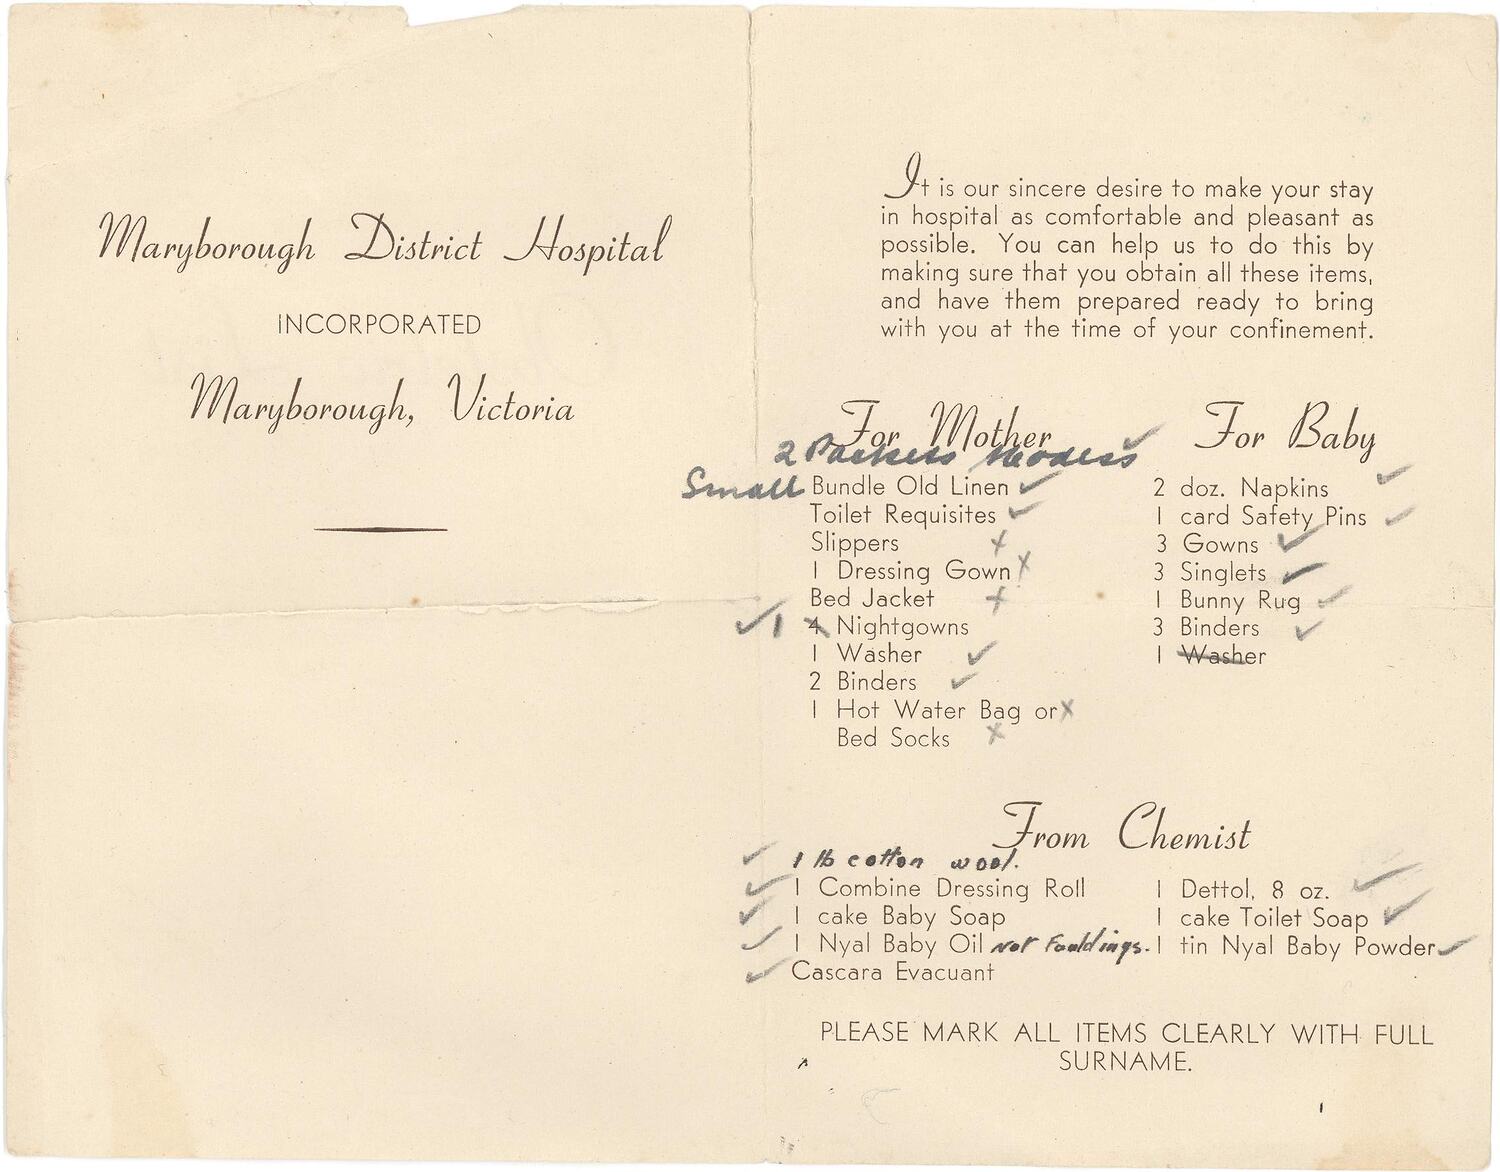 Maryborough District Hospital
INCORPORATED
Maryborough, Victoria
It is our sincere desire to make your stay
in hospital as comfortable and pleasant as
possible. You can help us to do this by
making sure that you obtain all these items,
and have them prepared ready to bring
with you at the time of your confinement.
For Mother ✓
2 Packets Modess
Small Bundle Old Linen ✓
Toilet Requisites ✓
Slippers x
1 Dressing Gown x
Bed Jacket x
✓ 1 4 Nightgowns
1 Washer ✓
2 Binders ✓
1 Hot Water Bag or x
Bed Socks x
For Baby
2 doz. Napkins ✓
1 card Safety Pins ✓
3 Gowns ✓
3 Singlets ✓
1 Bunny Rug ✓
3 Binders ✓
1 Washer
From Chemist
✓ 1 lb cotton wool.
✓ 1 Combine Dressing Roll
✓ 1 cake Baby Soap
✓ 1 Nyal Baby Oil not Fauldings.
✓ Cascara Evacuant
1 Dettol, 8 oz. ✓
1 cake Toilet Soap ✓
1 tin Nyal Baby Powder ✓
PLEASE MARK ALL ITEMS CLEARLY WITH FULL
SURNAME.